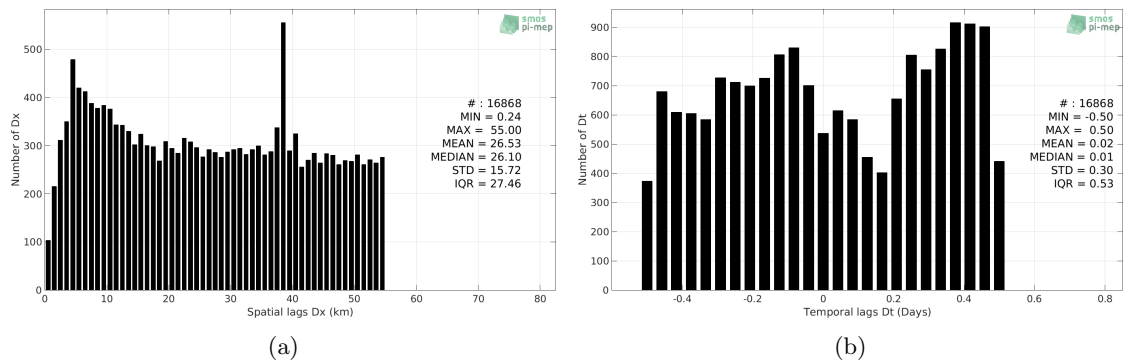 smos
pi-mep
500
400
300
200
100
0
Number of Dx
# : 16868
MIN = 0.24
MAX = 55.00
MEAN = 26.53
MEDIAN = 26.10
STD = 15.72
IQR = 27.46
0 10 20 30 40 50 60 70 80
Spatial lags Dx (km)
(a)
smos
pi-mep
900
800
700
600
500
400
300
200
100
0
Number of Dt
# : 16868
MIN = -0.50
MAX = 0.50
MEAN = 0.02
MEDIAN = 0.01
STD = 0.30
IQR = 0.53
-0.4 -0.2 0 0.2 0.4 0.6 0.8
Temporal lags Dt (Days)
(b)